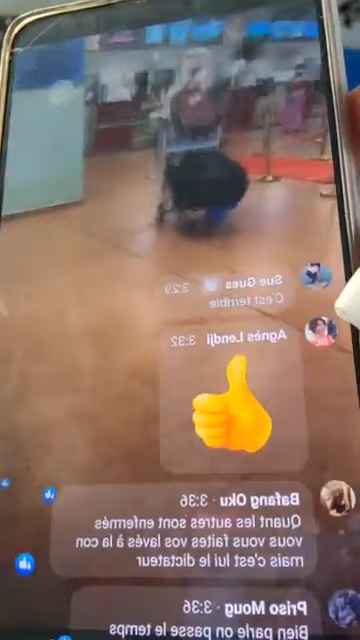 Sue Gues 3:29
C'est terrible
Agnès Lendji 3:32
Bafang Oku · 3:36
Quant les autres sont enfermés
vous vous faites vos lavés à la con
mais c'est lui le dictateur
Priso Moug · 3:36
Bien on parle on passe le temps